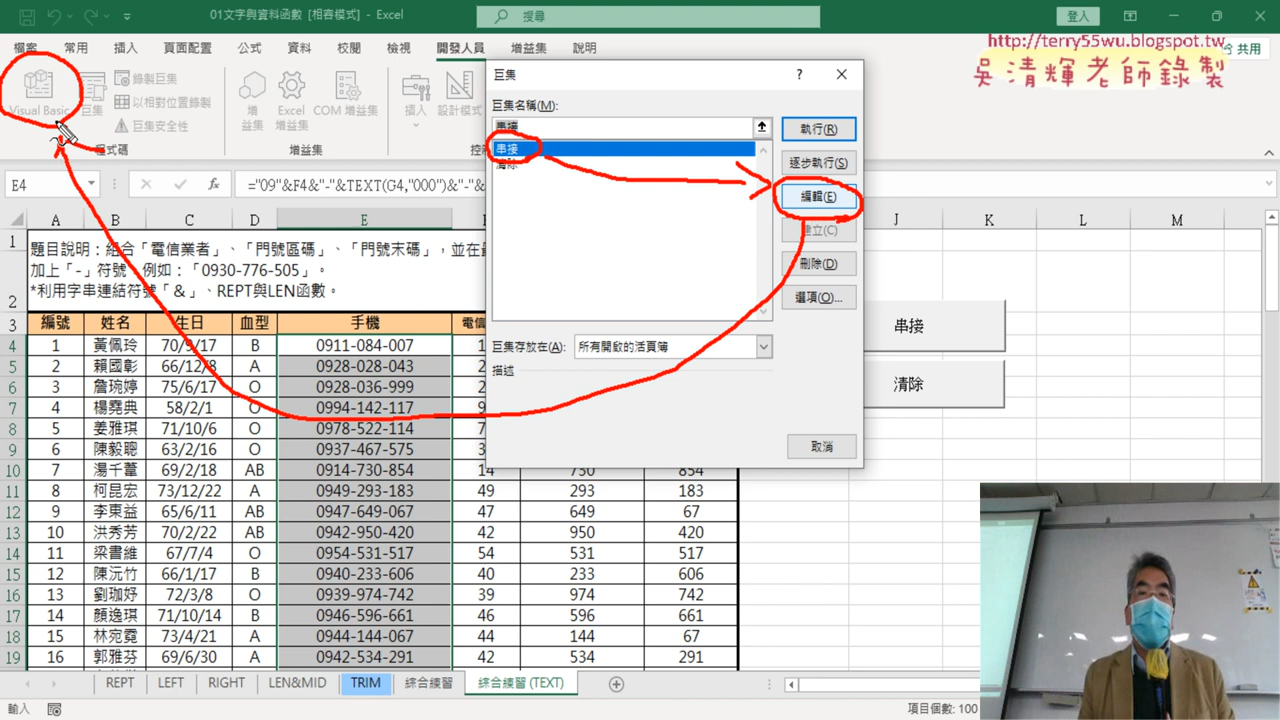 01文字與資料函數 [相容模式] - Excel
搜尋
登入
檔案 常用 插入 頁面配置 公式 資料 校閱 檢視 開發人員 增益集 說明
共用
http://terry55wu.blogspot.tw
吳清輝老師錄製
Visual Basic
巨集
錄製巨集
以相對位置錄製
巨集安全性
程式碼
增益集
Excel 增益集
COM 增益集
增益集
插入
設計模式
巨集
?
巨集名稱(M):
串接
串接
清除
執行(R)
逐步執行(S)
編輯(E)
建立(C)
刪除(D)
選項(O)...
巨集存放在(A): 所有開啟的活頁簿
描述
取消
E4
fx
="09"&F4&"-"&TEXT(G4,"000")&"-"&
A B C D E J K L M
1 題目說明：組合「電信業者」、「門號區碼」、「門號末碼」，並在
加上「-」符號，例如：「0930-776-505」。
2 *利用字串連結符號「&」、REPT與LEN函數。
3 編號 姓名 生日 血型 手機 電信
4 1 黃佩玲 70/9/17 B 0911-084-007
5 2 賴國彰 66/12/8 A 0928-028-043
6 3 詹琬婷 75/6/17 O 0928-036-999
7 4 楊堯典 58/2/1 O 0994-142-117
8 5 姜雅琪 71/10/6 O 0978-522-114
9 6 陳毅聰 63/2/16 O 0937-467-575
10 7 湯千葦 69/2/18 AB 0914-730-854 14 730 854
11 8 柯昆宏 73/12/22 A 0949-293-183 49 293 183
12 9 李東益 65/6/11 AB 0947-649-067 47 649 67
13 10 洪秀芳 70/2/22 AB 0942-950-420 42 950 420
14 11 梁書維 67/7/4 O 0954-531-517 54 531 517
15 12 陳沅竹 66/1/17 B 0940-233-606 40 233 606
16 13 劉珈妤 72/3/8 O 0939-974-742 39 974 742
17 14 顏逸琪 71/10/14 B 0946-596-661 46 596 661
18 15 林宛霓 73/4/21 A 0944-144-067 44 144 67
19 16 郭雅芬 69/6/30 A 0942-534-291 42 534 291
串接
清除
REPT LEFT RIGHT LEN&MID TRIM 綜合練習 綜合練習 (TEXT)
輸入
項目個數: 100